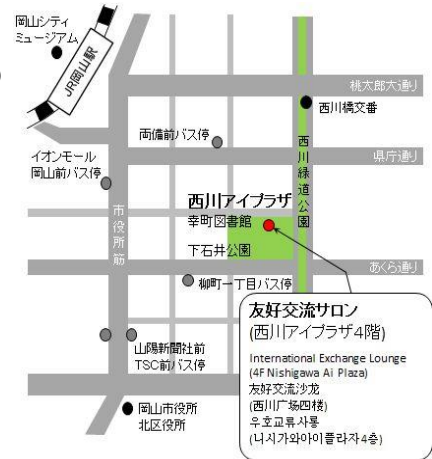 岡山シティ
ミュージアム
JR岡山駅
桃太郎大通り
西川橋交番
両備前バス停
県庁通り
イオンモール
岡山前バス停
西川緑道公園
西川アイプラザ
幸町図書館
市役所筋
下石井公園
あくら通り
柳町一丁目バス停
山陽新聞社前
TSC前バス停
岡山市役所
北区役所
友好交流サロン
(西川アイプラザ4階)
International Exchange Lounge
(4F Nishigawa Ai Plaza)
友好交流沙龙
(西川广场四楼)
우호교류사롱
(니시가와아이플라자4층)